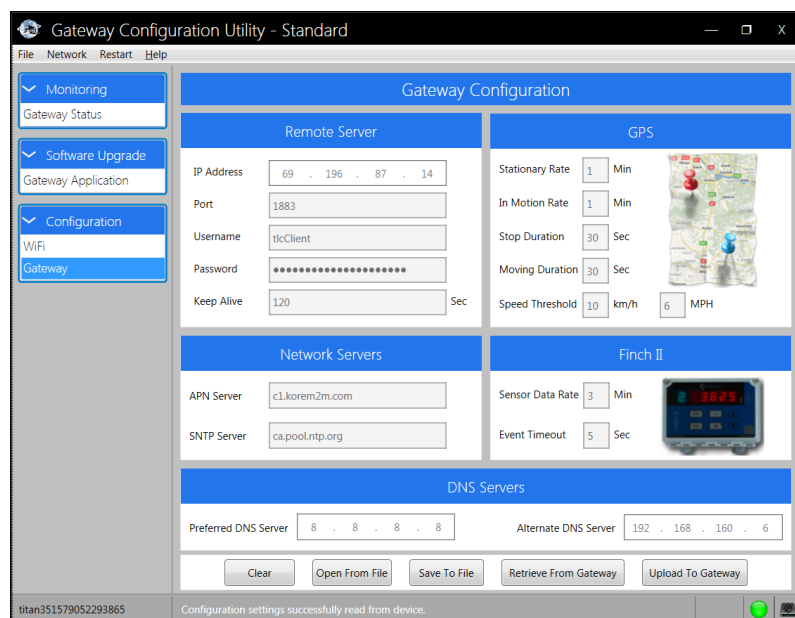 Gateway Configuration Utility - Standard
File Network Restart Help
Monitoring
Gateway Status
Software Upgrade
Gateway Application
Configuration
WiFi
Gateway
Gateway Configuration
Remote Server
IP Address 69 . 196 . 87 . 14
Port 1883
Username tlcClient
Password ●●●●●●●●●●●●●●●●●●●●●
Keep Alive 120 Sec
GPS
Stationary Rate 1 Min
In Motion Rate 1 Min
Stop Duration 30 Sec
Moving Duration 30 Sec
Speed Threshold 10 km/h 6 MPH
Network Servers
APN Server c1.korem2m.com
SNTP Server ca.pool.ntp.org
Finch II
Sensor Data Rate 3 Min
Event Timeout 5 Sec
2 3625
DNS Servers
Preferred DNS Server 8 . 8 . 8 . 8
Alternate DNS Server 192 . 168 . 160 . 6
Clear Open From File Save To File Retrieve From Gateway Upload To Gateway
titan351579052293865 Configuration settings successfully read from device.